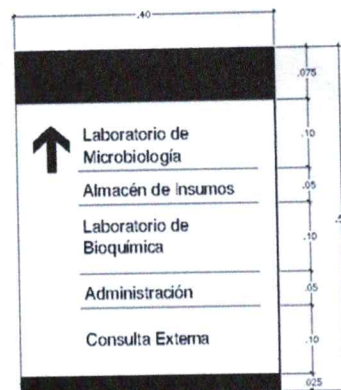 .40
.075
Laboratorio de
Microbiología
.10
Almacén de Insumos
.05
Laboratorio de
Bioquímica
.10
Administración
.05
Consulta Externa
.10
.025